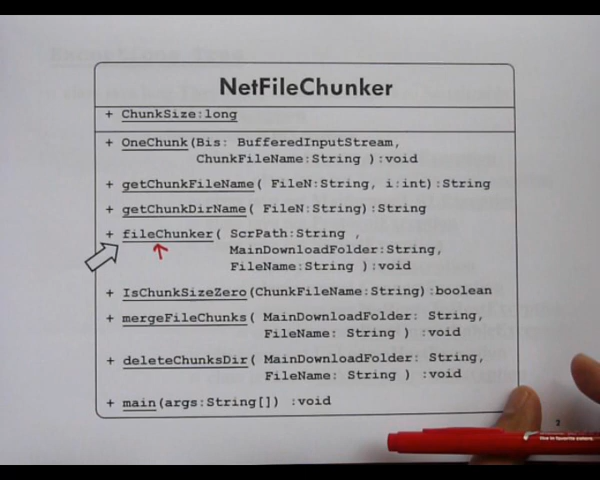 NetFileChunker
+ ChunkSize:long
+ OneChunk(Bis: BufferedInputStream,
ChunkFileName:String ):void
+ getChunkFileName( FileN:String, i:int):String
+ getChunkDirName( FileN:String):String
+ fileChunker( ScrPath:String ,
MainDownloadFolder:String,
FileName:String ):void
+ IsChunkSizeZero(ChunkFileName:String):boolean
+ mergeFileChunks( MainDownloadFolder: String,
FileName: String ) :void
+ deleteChunksDir( MainDownloadFolder: String,
FileName: String ) :void
+ main(args:String[]) :void
2